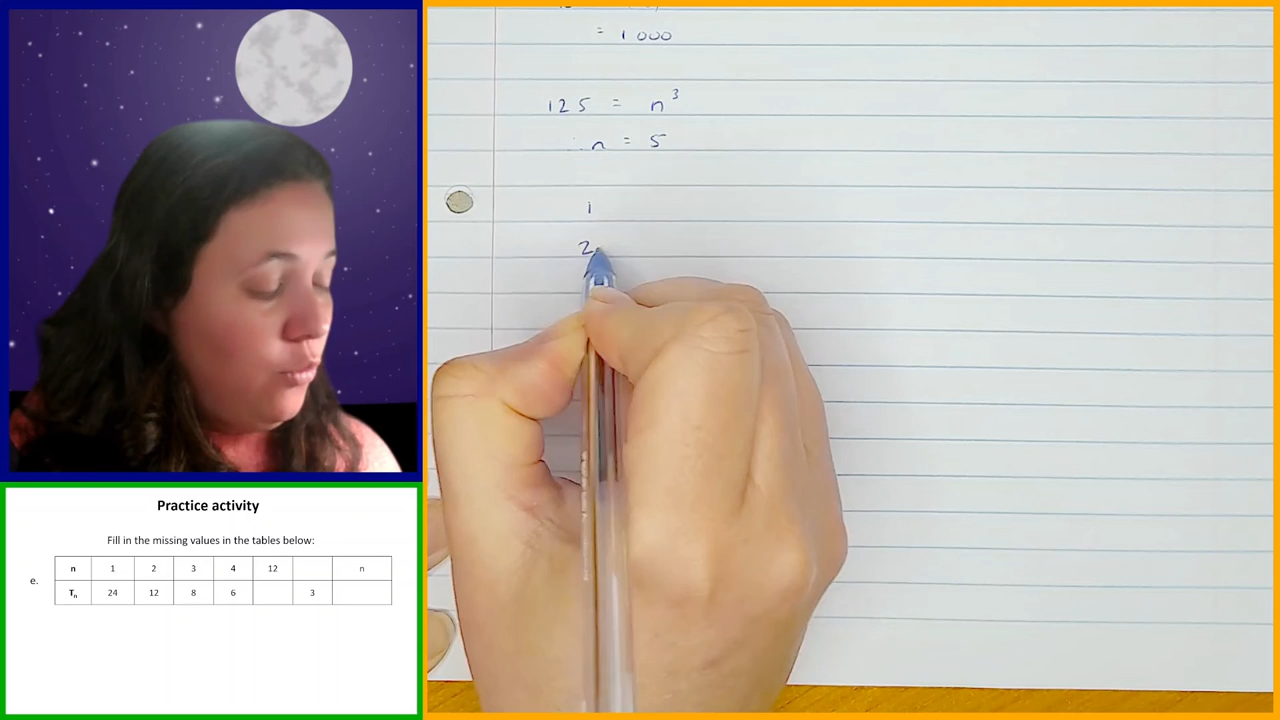 Practice activity
Fill in the missing values in the tables below:
e.
n 1 2 3 4 12 n
Tn 24 12 8 6 3
= 1 000
125 = n³
∴ n = 5
1
2